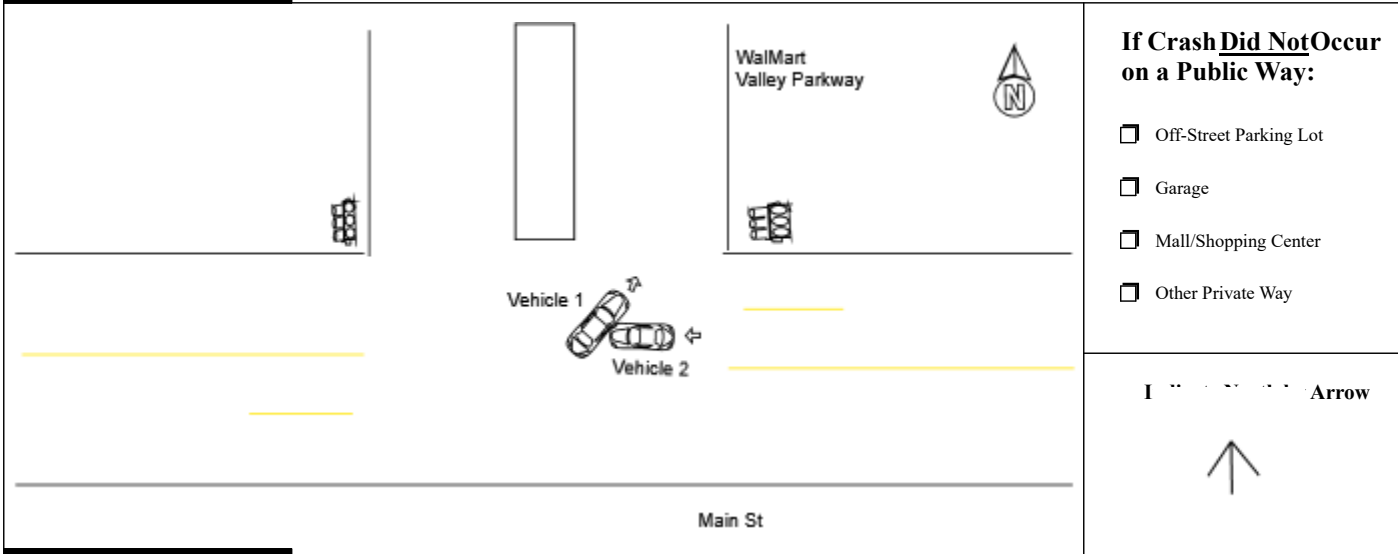 WalMart
Valley Parkway
N
Vehicle 1
Vehicle 2
Main St
If Crash Did Not Occur
on a Public Way:
Off-Street Parking Lot
Garage
Mall/Shopping Center
Other Private Way
Arrow